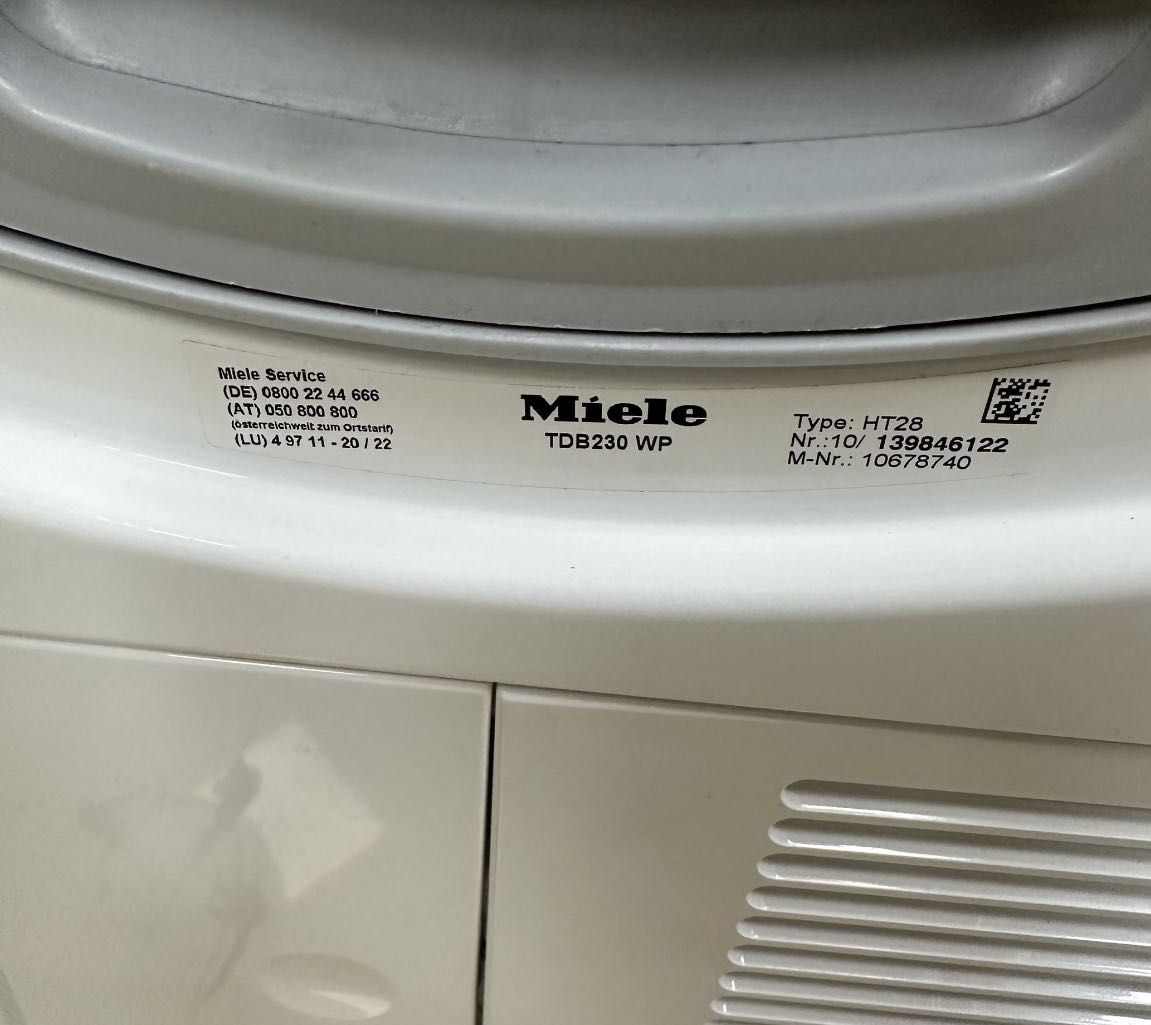 Miele Service
(DE) 0800 22 44 666
(AT) 050 800 800
(österreichweit zum Ortstarif)
(LU) 4 97 11 - 20 / 22
Miele
TDB230 WP
Type: HT28
Nr.:10/ 139846122
M-Nr.: 10678740